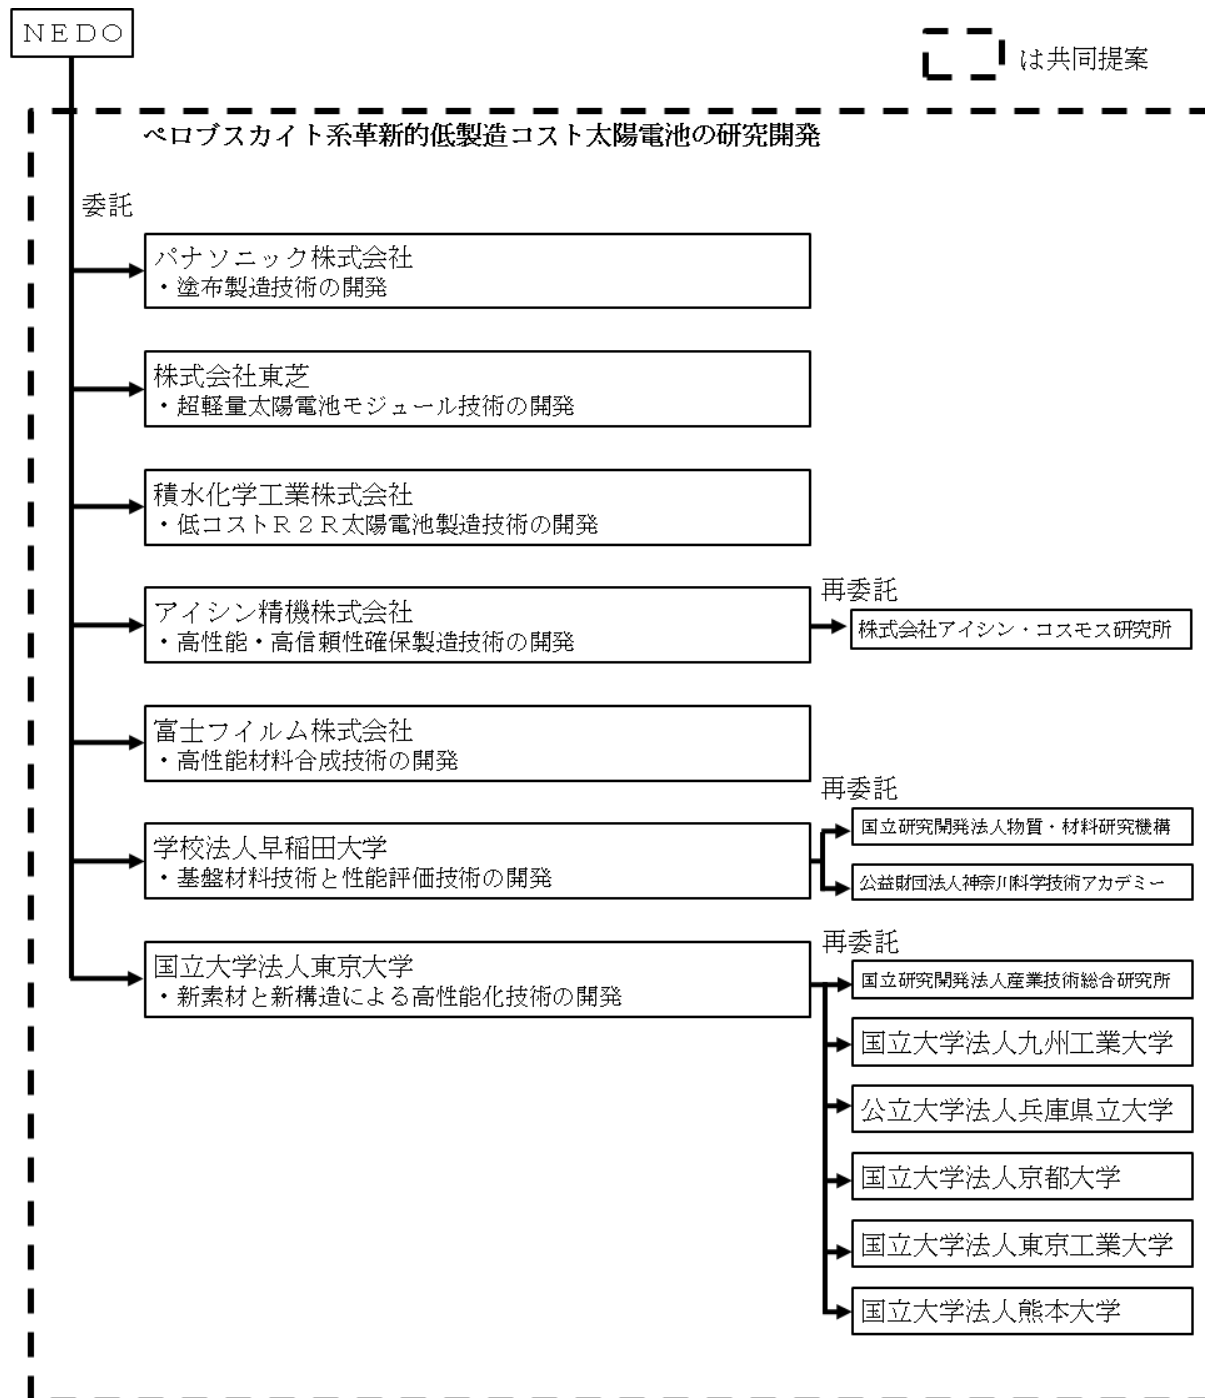 ＮＥＤＯ
は共同提案
ペロブスカイト系革新的低製造コスト太陽電池の研究開発
委託
パナソニック株式会社
・塗布製造技術の開発
株式会社東芝
・超軽量太陽電池モジュール技術の開発
積水化学工業株式会社
・低コストＲ２Ｒ太陽電池製造技術の開発
アイシン精機株式会社
・高性能・高信頼性確保製造技術の開発
再委託
株式会社アイシン・コスモス研究所
富士フイルム株式会社
・高性能材料合成技術の開発
学校法人早稲田大学
・基盤材料技術と性能評価技術の開発
再委託
国立研究開発法人物質・材料研究機構
公益財団法人神奈川科学技術アカデミー
国立大学法人東京大学
・新素材と新構造による高性能化技術の開発
再委託
国立研究開発法人産業技術総合研究所
国立大学法人九州工業大学
公立大学法人兵庫県立大学
国立大学法人京都大学
国立大学法人東京工業大学
国立大学法人熊本大学